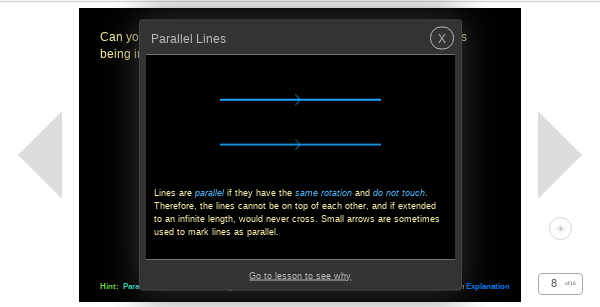 Can yo
being in
Parallel Lines
X
Lines are parallel if they have the same rotation and do not touch.
Therefore, the lines cannot be on top of each other, and if extended
to an infinite length, would never cross. Small arrows are sometimes
used to mark lines as parallel.
Go to lesson to see why
Hint: Para
Explanation
8 of 16